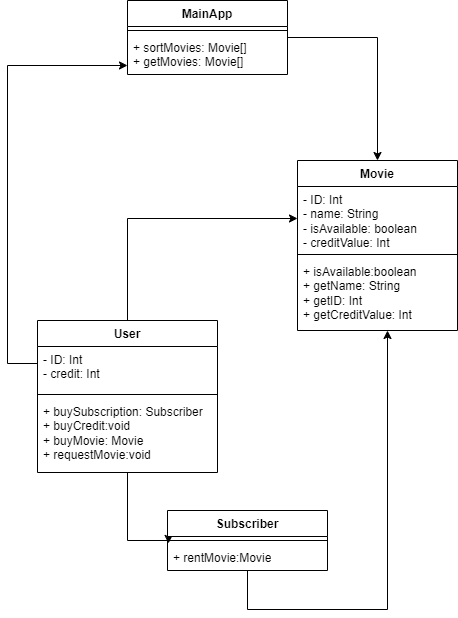 MainApp
+ sortMovies: Movie[]
+ getMovies: Movie[]
Movie
- ID: Int
- name: String
- isAvailable: boolean
- creditValue: Int
+ isAvailable:boolean
+ getName: String
+ getID: Int
+ getCreditValue: Int
User
- ID: Int
- credit: Int
+ buySubscription: Subscriber
+ buyCredit:void
+ buyMovie: Movie
+ requestMovie:void
Subscriber
+ rentMovie:Movie